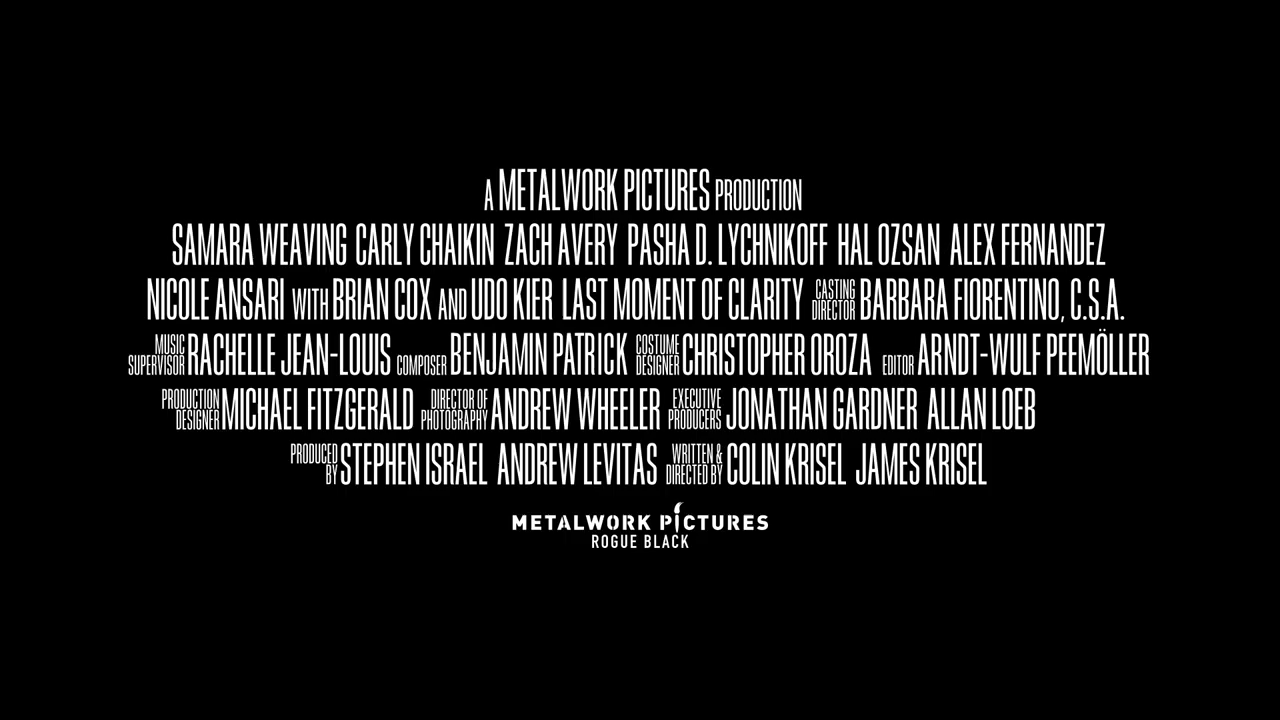 A METALWORK PICTURES PRODUCTION
SAMARA WEAVING CARLY CHAIKIN ZACH AVERY PASHA D. LYCHNIKOFF HAL OZSAN ALEX FERNANDEZ
NICOLE ANSARI WITH BRIAN COX AND UDO KIER LAST MOMENT OF CLARITY CASTING DIRECTOR BARBARA FIORENTINO, C.S.A.
MUSIC SUPERVISOR RACHELLE JEAN-LOUIS COMPOSER BENJAMIN PATRICK COSTUME DESIGNER CHRISTOPHER OROZA EDITOR ARNDT-WULF PEEMÖLLER
PRODUCTION DESIGNER MICHAEL FITZGERALD DIRECTOR OF PHOTOGRAPHY ANDREW WHEELER EXECUTIVE PRODUCERS JONATHAN GARDNER ALLAN LOEB
PRODUCED BY STEPHEN ISRAEL ANDREW LEVITAS WRITTEN & DIRECTED BY COLIN KRISEL JAMES KRISEL
METALWORK PICTURES
ROGUE BLACK